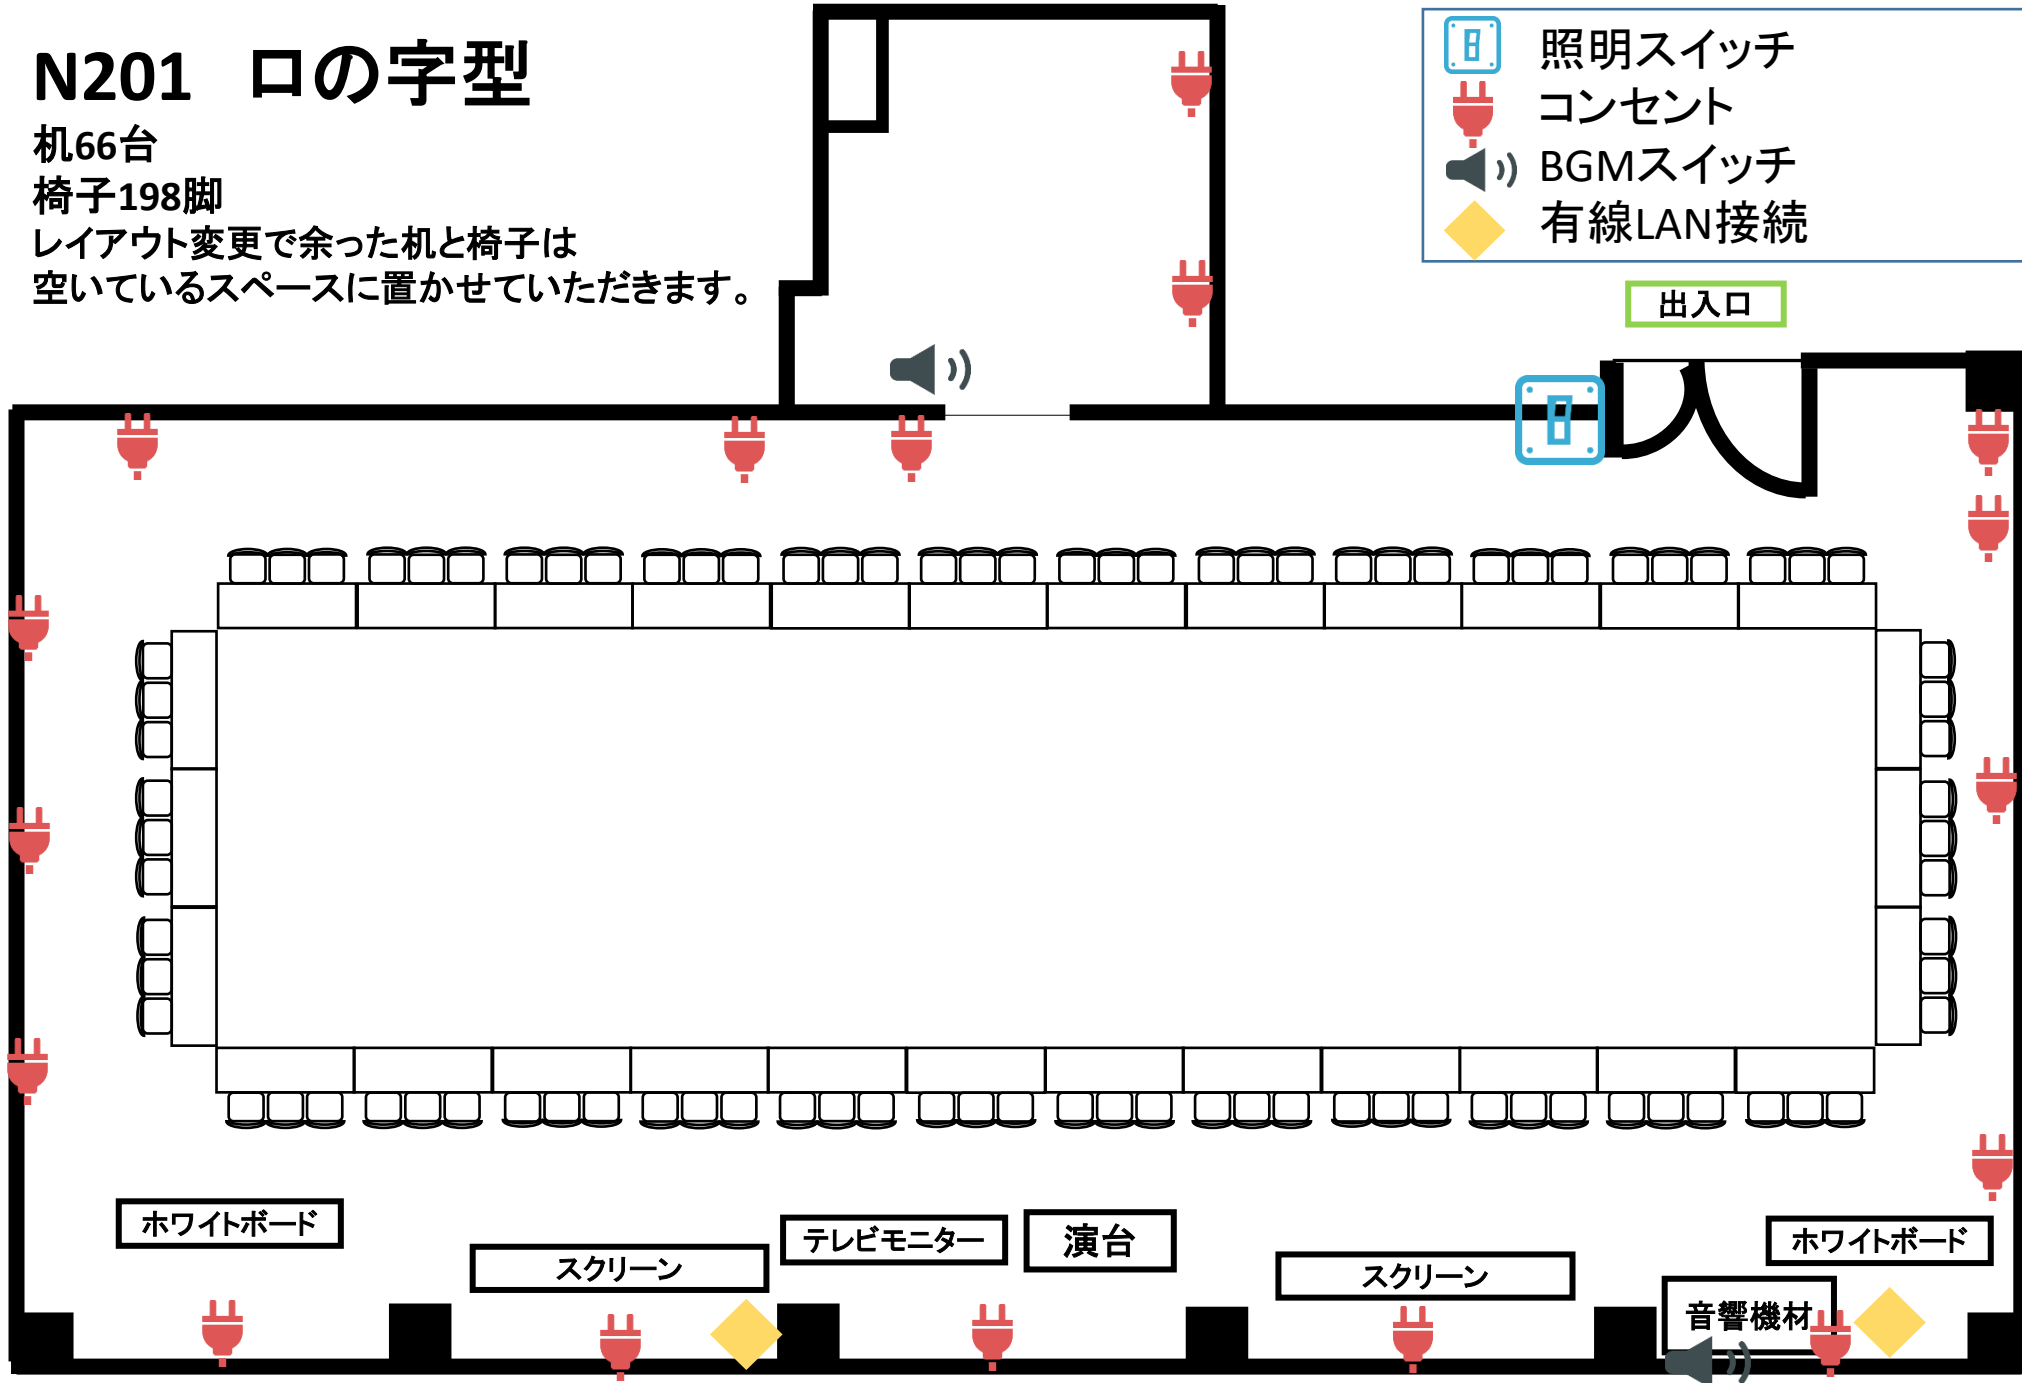 N201　ロの字型
机66台
椅子198脚
レイアウト変更で余った机と椅子は
空いているスペースに置かせていただきます。
照明スイッチ
コンセント
BGMスイッチ
有線LAN接続
出入口
ホワイトボード
スクリーン
テレビモニター
演台
スクリーン
ホワイトボード
音響機材